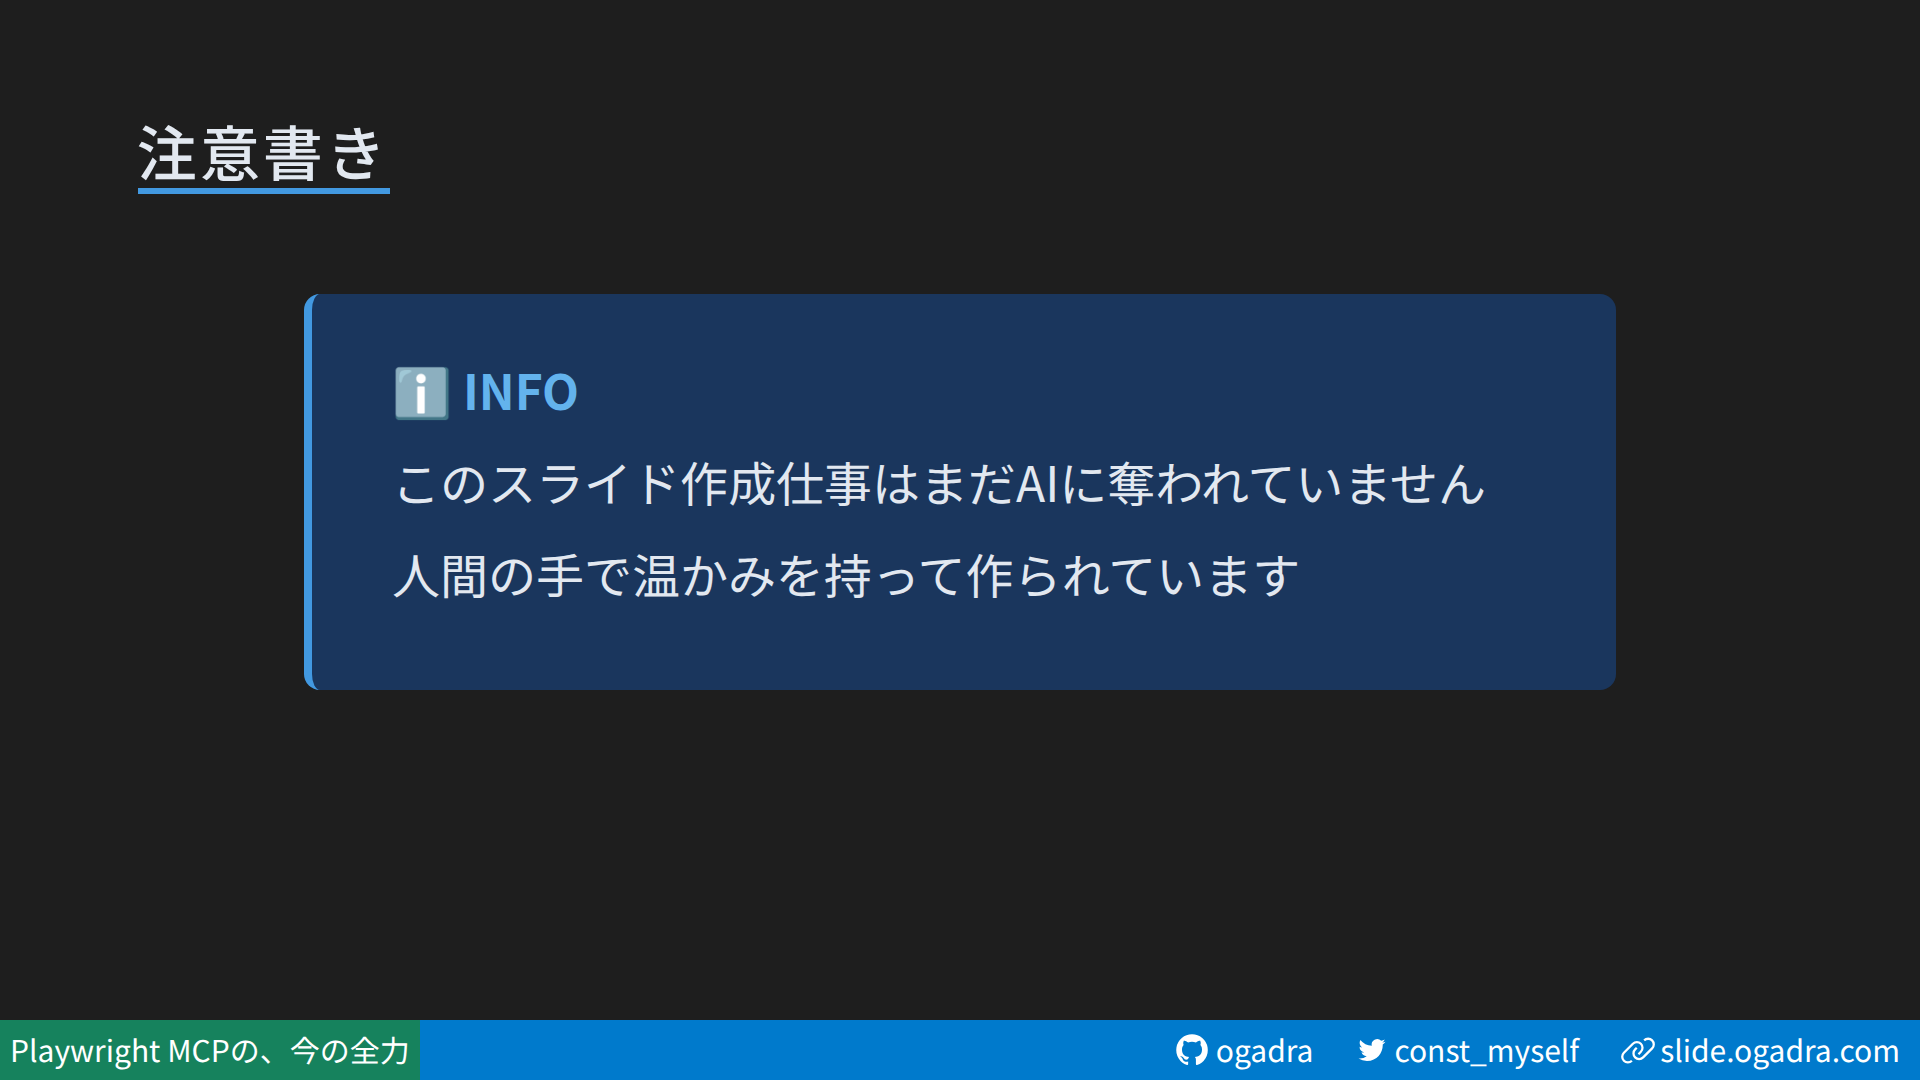 注意書き
ℹ️ INFO
このスライド作成仕事はまだAIに奪われていません
人間の手で温かみを持って作られています
Playwright MCPの、今の全力
ogadra
const_myself
slide.ogadra.com